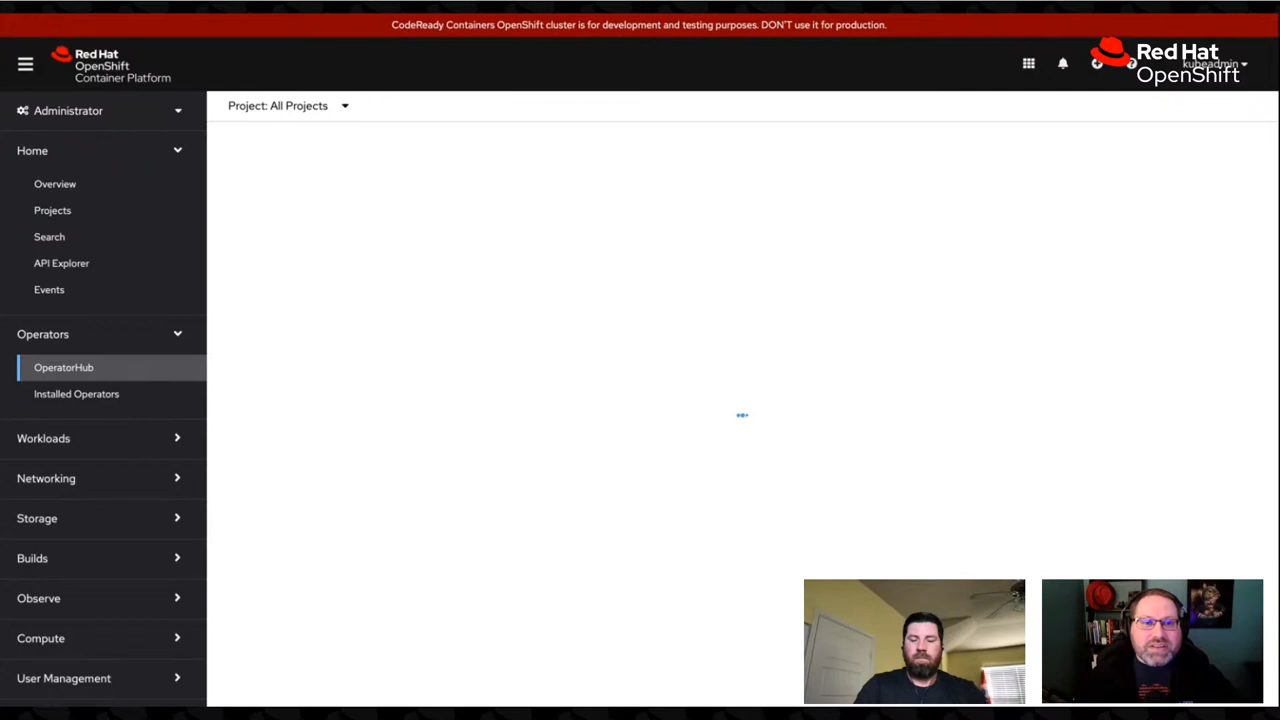 CodeReady Containers OpenShift cluster is for development and testing purposes. DON'T use it for production.
Red Hat
OpenShift
Container Platform
kubeadmin
Red Hat
OpenShift
Administrator
Project: All Projects
Home
Overview
Projects
Search
API Explorer
Events
Operators
OperatorHub
Installed Operators
Workloads
Networking
Storage
Builds
Observe
Compute
User Management